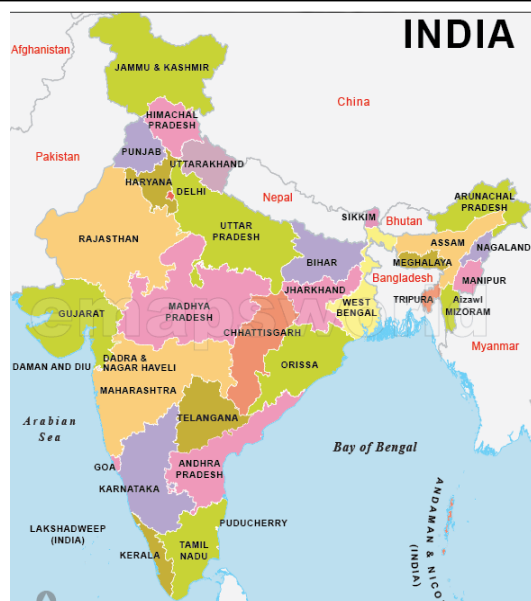 INDIA
Afghanistan
JAMMU & KASHMIR
China
HIMACHAL
PRADESH
PUNJAB
Pakistan
UTTARAKHAND
HARYANA
DELHI
Nepal
ARUNACHAL
PRADESH
SIKKIM
Bhutan
UTTAR
PRADESH
RAJASTHAN
ASSAM
NAGALAND
BIHAR
MEGHALAYA
Bangladesh
MANIPUR
JHARKHAND
TRIPURA
Aizawl
MIZORAM
WEST
BENGAL
MADHYA
PRADESH
GUJARAT
CHHATTISGARH
Myanmar
DADRA &
NAGAR HAVELI
DAMAN AND DIU
ORISSA
MAHARASHTRA
TELANGANA
Arabian
Sea
Bay of Bengal
GOA
ANDHRA
PRADESH
KARNATAKA
PUDUCHERRY
LAKSHADWEEP
(INDIA)
KERALA
TAMIL
NADU
ANDAMAN & NICO
(INDIA)